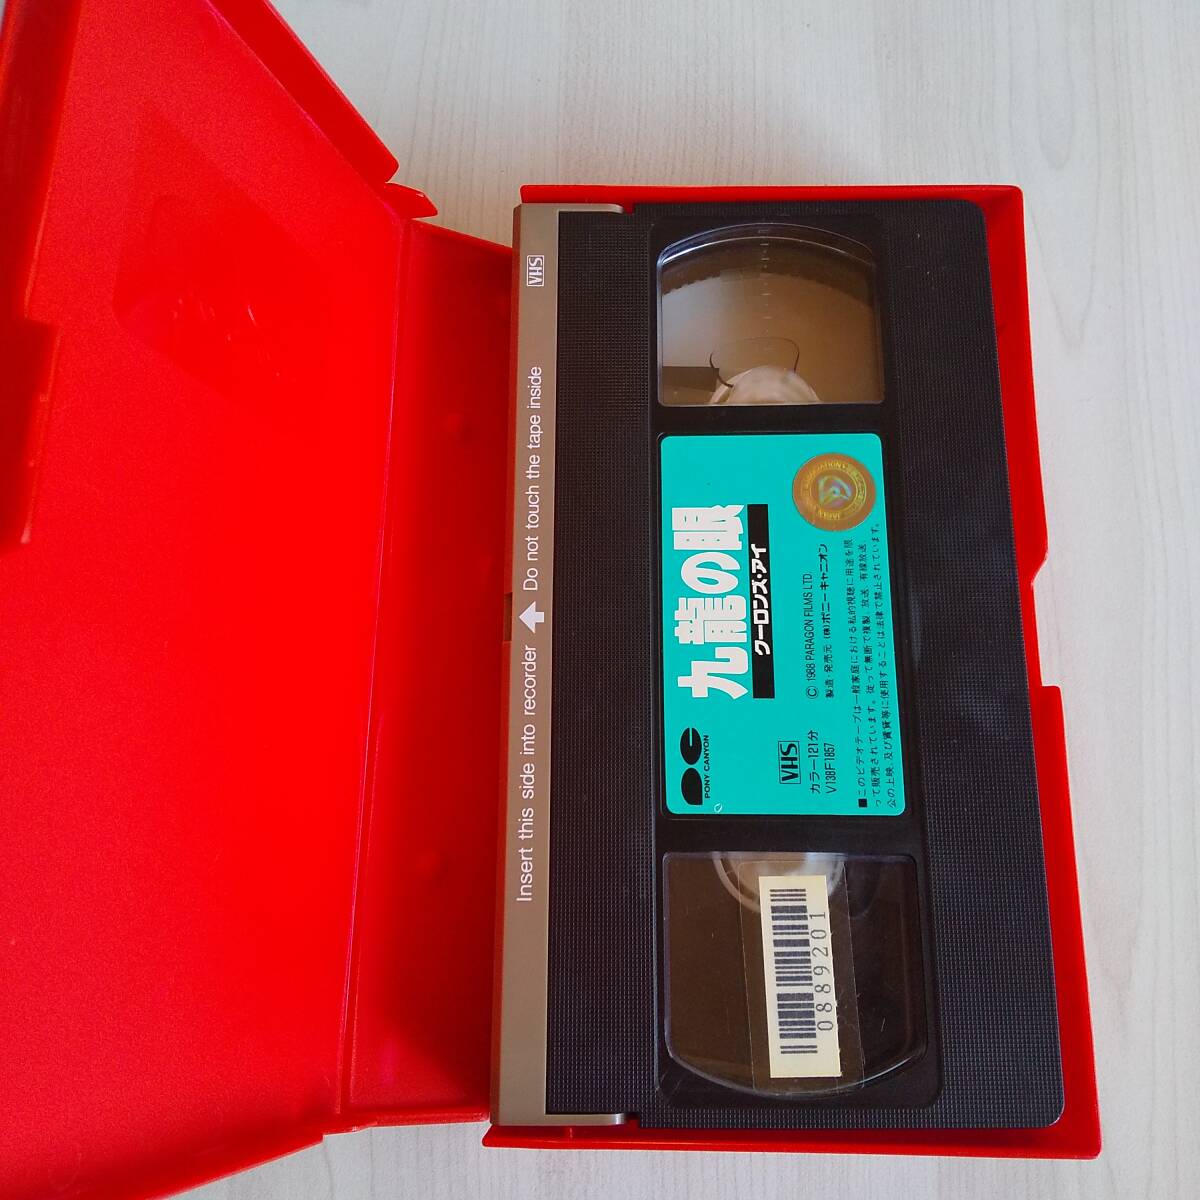 Insert this side into recorder Do not touch the tape inside
VHS
PONY CANYON
九龍の眼
クーロンズ・アイ
VHS
カラー121分
V138F1857
Ⓒ 1988 PARAGON FILMS LTD.
製造・発売元 (株)ポニーキャニオン
■このビデオテープは一般家庭における私的視聴に用途を限
って販売されています。従って無断で複製、放送、有線放送、
公の上映、及び賃貸等に使用することは法律で禁止されています。
0889201